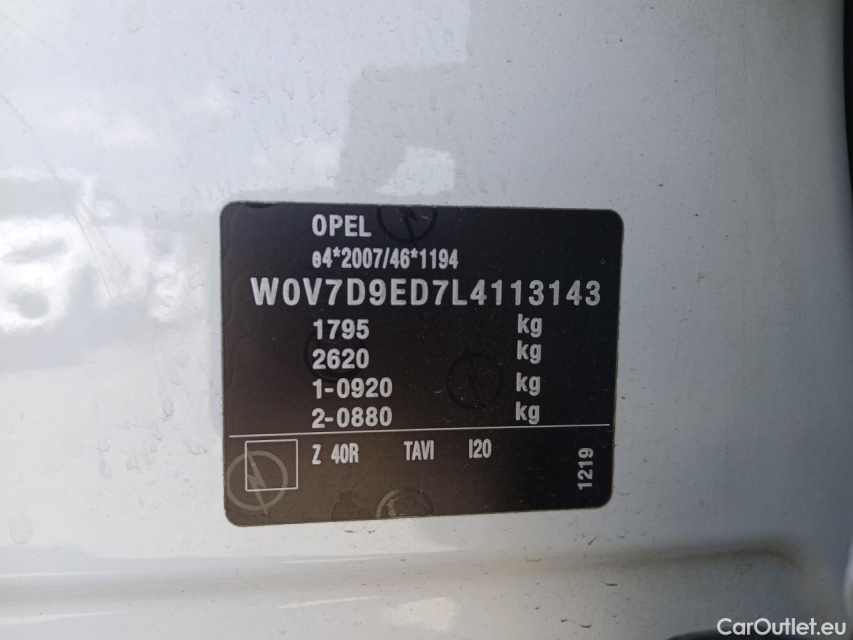 OPEL
e4*2007/46*1194
W0V7D9ED7L4113143
1795 kg
2620 kg
1-0920 kg
2-0880 kg
Z 40R TAVI I20
1219
CarOutlet.eu